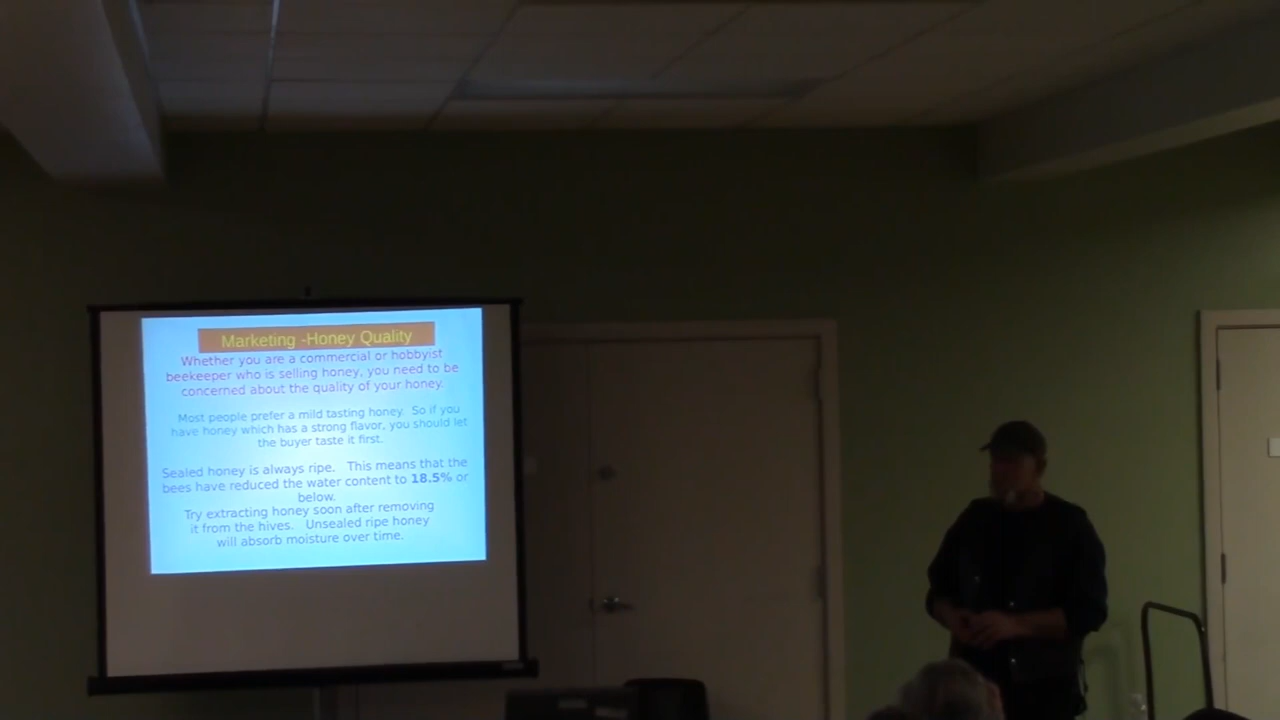 Marketing -Honey Quality
Whether you are a commercial or hobbyist
beekeeper who is selling honey, you need to be
concerned about the quality of your honey.
Most people prefer a mild tasting honey. So if you
have honey which has a strong flavor, you should let
the buyer taste it first.
Sealed honey is always ripe. This means that the
bees have reduced the water content to 18.5% or
below.
Try extracting honey soon after removing
it from the hives. Unsealed ripe honey
will absorb moisture over time.